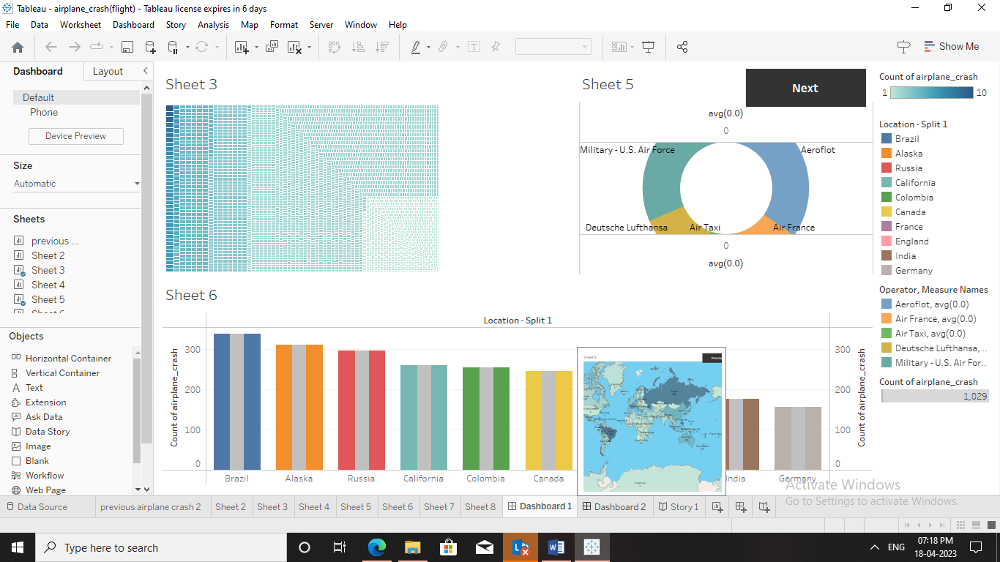 Tableau - airplane_crash(flight) - Tableau license expires in 6 days
File Data Worksheet Dashboard Story Analysis Map Format Server Window Help
Show Me
Dashboard Layout
Default
Phone
Device Preview
Size
Automatic
Sheets
previous ...
Sheet 2
Sheet 3
Sheet 4
Sheet 5
Objects
Horizontal Container
Vertical Container
Text
Extension
Ask Data
Data Story
Image
Blank
Workflow
Web Page
Sheet 3
Sheet 5
Next
avg(0.0)
0
Military - U.S. Air Force
Aeroflot
Deutsche Lufthansa
Air Taxi
Air France
0
avg(0.0)
Sheet 6
Location - Split 1
Count of airplane_crash
300
200
100
0
Brazil Alaska Russia California Colombia Canada India Germany
300
200
100
0
Count of airplane_crash
Sheet 8
Count of airplane_crash
1 10
Location - Split 1
Brazil
Alaska
Russia
California
Colombia
Canada
France
England
India
Germany
Operator, Measure Names
Aeroflot, avg(0.0)
Air France, avg(0.0)
Air Taxi, avg(0.0)
Deutsche Lufthansa, ..
Military - U.S. Air For..
Count of airplane_crash
1,029
Activate Windows
Go to Settings to activate Windows.
Data Source previous airplane crash 2 Sheet 2 Sheet 3 Sheet 4 Sheet 5 Sheet 6 Sheet 7 Sheet 8 Dashboard 1 Dashboard 2 Story 1
Type here to search
ENG
07:18 PM
18-04-2023